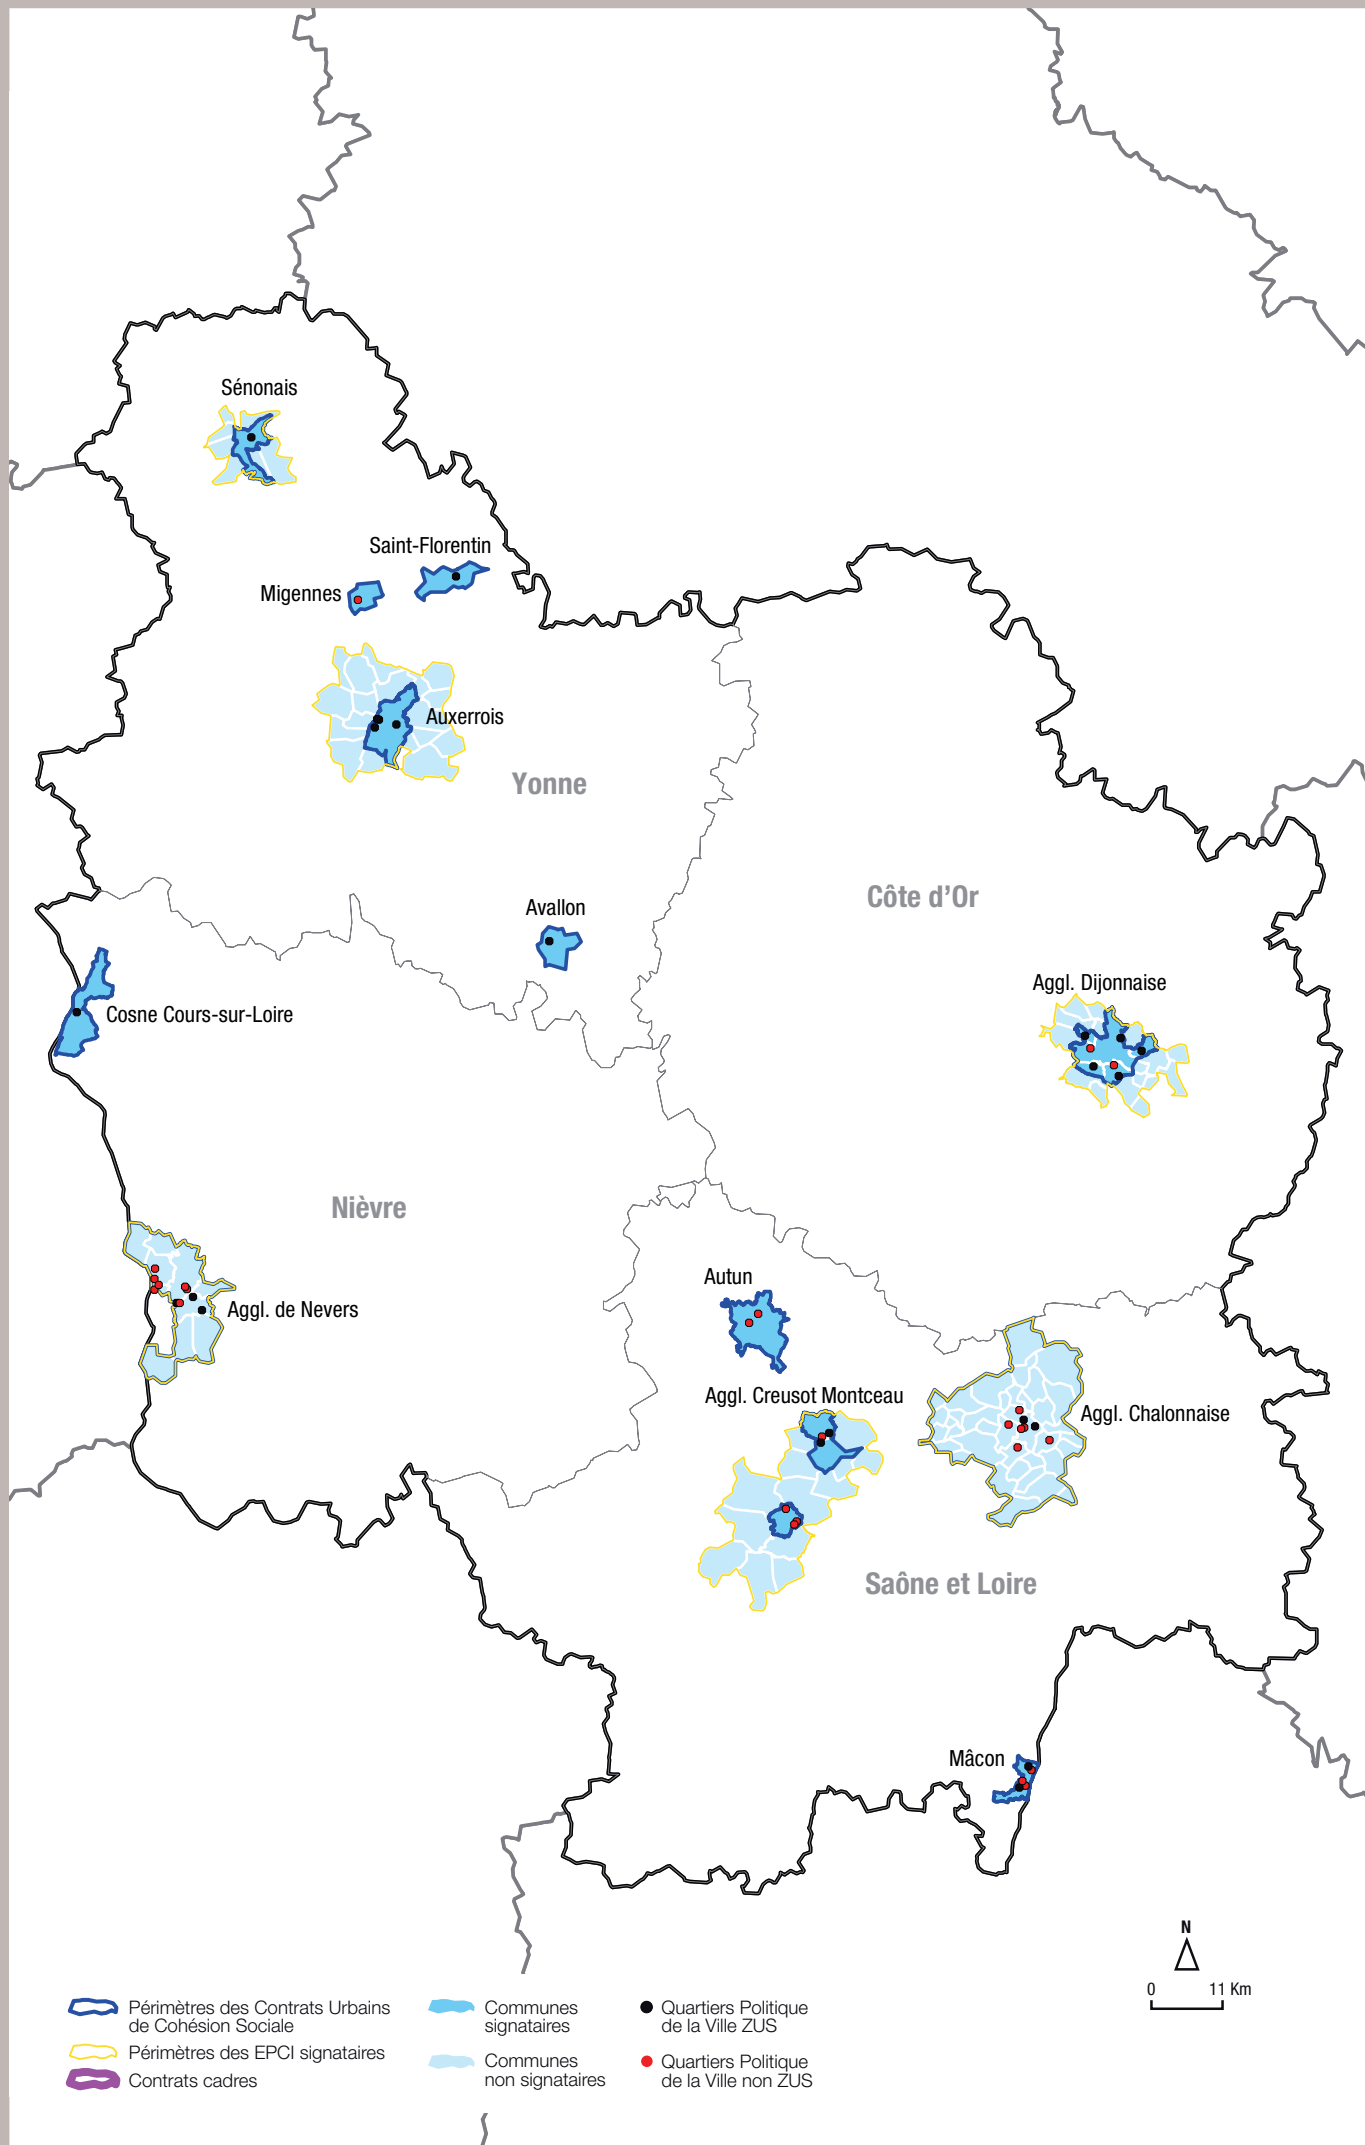 Sénonais
Saint-Florentin
Migennes
Auxerrois
Yonne
Côte d’Or
Avallon
Aggl. Dijonnaise
Cosne Cours-sur-Loire
Nièvre
Autun
Aggl. de Nevers
Aggl. Creusot Montceau
Aggl. Chalonnaise
Saône et Loire
Mâcon
N
0 11 Km
Périmètres des Contrats Urbains
de Cohésion Sociale
Périmètres des EPCI signataires
Contrats cadres
Communes
signataires
Communes
non signataires
Quartiers Politique
de la Ville ZUS
Quartiers Politique
de la Ville non ZUS